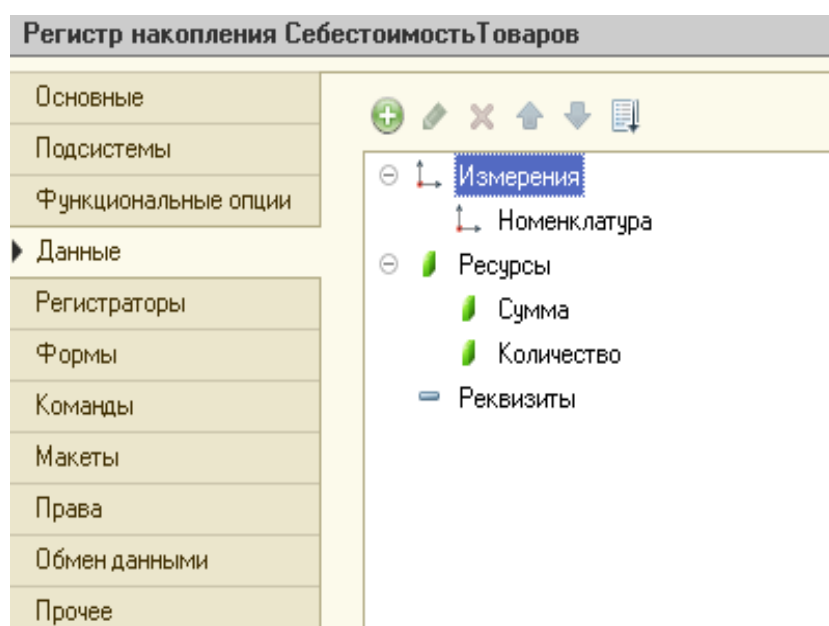 Регистр накопления СебестоимостьТоваров
Основные
Подсистемы
Функциональные опции
Данные
Регистраторы
Формы
Команды
Макеты
Права
Обмен данными
Прочее
Измерения
Номенклатура
Ресурсы
Сумма
Количество
Реквизиты